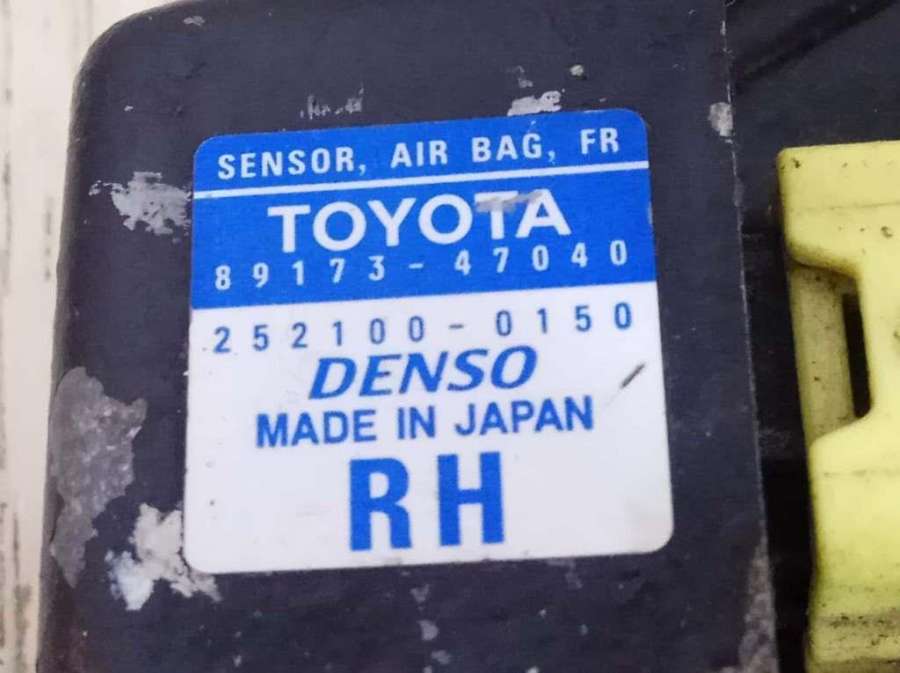 SENSOR, AIR BAG, FR
TOYOTA
89173-47040
252100-0150
DENSO
MADE IN JAPAN
RH